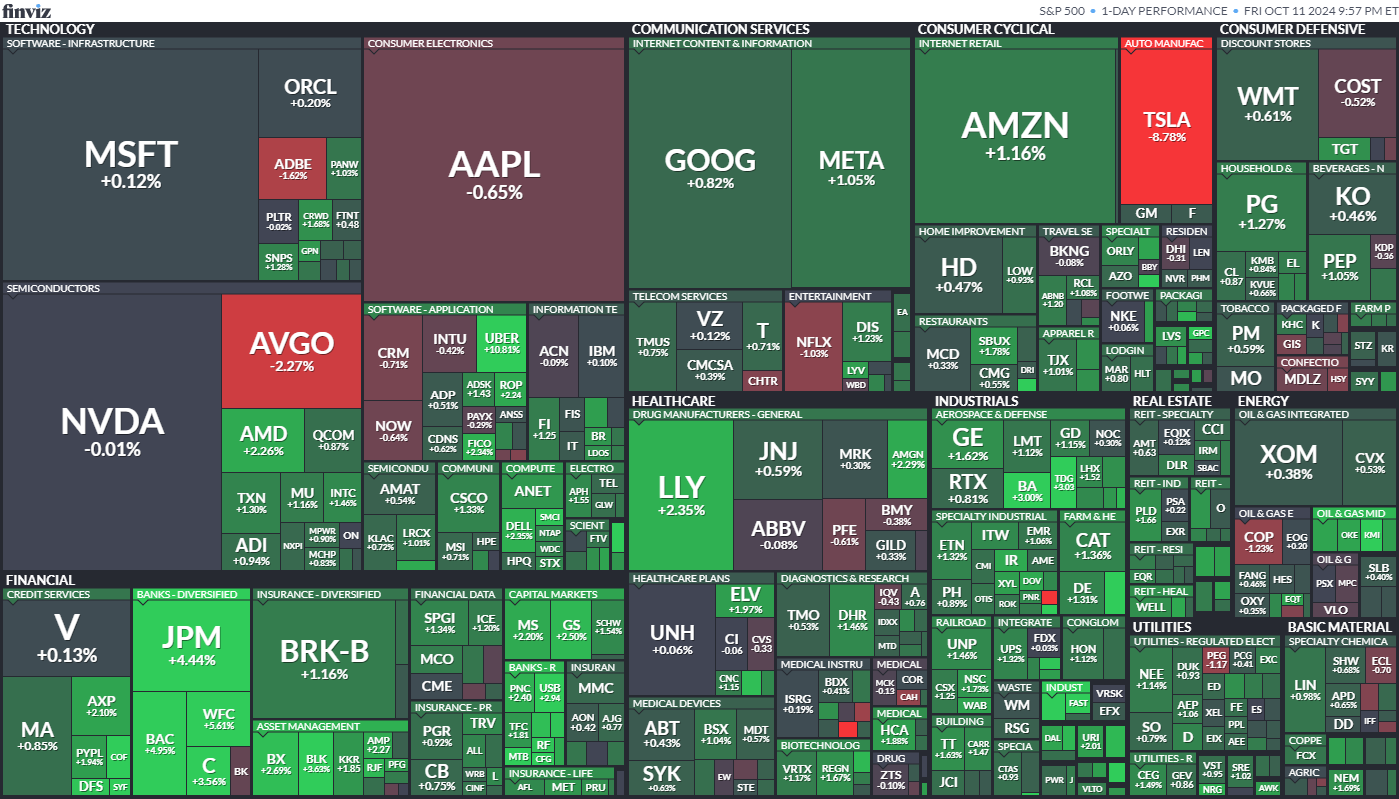 finviz
S&P 500 • 1-DAY PERFORMANCE • FRI OCT 11 2024 9:57 PM ET
TECHNOLOGY
SOFTWARE - INFRASTRUCTURE
MSFT
+0.12%
ORCL
+0.20%
ADBE
-1.62%
PANW
+1.03%
PLTR
-0.02%
CRWD
+1.68%
FTNT
+0.48
SNPS
+1.28%
GPN
CONSUMER ELECTRONICS
AAPL
-0.65%
SEMICONDUCTORS
NVDA
-0.01%
AVGO
-2.27%
AMD
+2.26%
QCOM
+0.87%
TXN
+1.30%
MU
+1.16%
INTC
+1.46%
ADI
+0.94%
NXPI
MPWR
+0.90%
ON
MCHP
+0.83%
SOFTWARE - APPLICATION
CRM
-0.71%
INTU
-0.42%
UBER
+10.81%
NOW
-0.64%
ADP
+0.51%
ADSK
+1.43
ROP
+2.24
CDNS
+0.62%
PAYX
-0.29%
ANSS
FICO
+2.34%
INFORMATION TE
ACN
-0.09%
IBM
+0.10%
FI
+1.25
FIS
IT
BR
LDOS
SEMICONDU
AMAT
+0.54%
KLAC
+0.72%
LRCX
+1.01%
COMMUNI
CSCO
+1.33%
MSI
+0.71%
HPE
COMPUTE
ANET
DELL
+2.35%
SMCI
NTAP
WDC
HPQ
STX
ELECTRO
APH
+1.55
TEL
GLW
SCIENT
FTV
COMMUNICATION SERVICES
INTERNET CONTENT & INFORMATION
GOOG
+0.82%
META
+1.05%
TELECOM SERVICES
TMUS
+0.75%
VZ
+0.12%
T
+0.71%
CMCSA
+0.39%
CHTR
ENTERTAINMENT
NFLX
-1.03%
DIS
+1.23%
LYV
WBD
EA
CONSUMER CYCLICAL
INTERNET RETAIL
AMZN
+1.16%
AUTO MANUFAC
TSLA
-8.78%
GM
F
HOME IMPROVEMENT
HD
+0.47%
LOW
+0.93%
TRAVEL SE
BKNG
-0.08%
ABNB
+1.20
RCL
+1.08%
SPECIALT
ORLY
AZO
BBY
RESIDEN
DHI
-0.31
LEN
NVR
PHM
RESTAURANTS
MCD
+0.33%
SBUX
+1.78%
CMG
+0.55%
DRI
APPAREL R
TJX
+1.01%
FOOTWE
NKE
+0.06%
LODGIN
MAR
+0.80
HLT
PACKAGI
LVS
GPC
CONSUMER DEFENSIVE
DISCOUNT STORES
WMT
+0.61%
COST
-0.52%
TGT
HOUSEHOLD &
PG
+1.27%
CL
+0.87
KMB
+0.84%
EL
KVUE
+0.66%
BEVERAGES - N
KO
+0.46%
PEP
+1.05%
KDP
-0.36
TOBACCO
PM
+0.59%
MO
PACKAGED F
KHC
K
GIS
CONFECTIO
MDLZ
HSY
FARM P
STZ
KR
SYY
HEALTHCARE
DRUG MANUFACTURERS - GENERAL
LLY
+2.35%
JNJ
+0.59%
MRK
+0.30%
AMGN
+2.29%
ABBV
-0.08%
PFE
-0.61%
BMY
-0.38%
GILD
+0.33%
HEALTHCARE PLANS
UNH
+0.06%
ELV
+1.97%
CI
-0.06
CVS
-0.33
CNC
+1.15
DIAGNOSTICS & RESEARCH
TMO
+0.53%
DHR
+1.46%
IQV
-0.43
A
+0.76
IDXX
MTD
MEDICAL DEVICES
ABT
+0.43%
BSX
+1.04%
MDT
+0.57%
SYK
+0.63%
EW
STE
MEDICAL INSTRU
ISRG
+0.19%
BDX
+0.41%
MEDICAL
MCK
-0.13
COR
CAH
MEDICAL
HCA
+1.88%
BIOTECHNOLOG
VRTX
+1.17%
REGN
+1.67%
DRUG
ZTS
-0.10%
INDUSTRIALS
AEROSPACE & DEFENSE
GE
+1.62%
LMT
+1.12%
GD
+1.15%
NOC
+0.30%
RTX
+0.81%
BA
+3.00%
TDG
+3.03
LHX
+1.52
SPECIALTY INDUSTRIAL
ETN
+1.32%
ITW
EMR
+1.06%
CMI
IR
AME
PH
+0.89%
OTIS
XYL
DOV
ROK
PNR
FARM & HE
CAT
+1.36%
DE
+1.31%
RAILROAD
UNP
+1.46%
CSX
+1.25
NSC
+1.73%
WAB
INTEGRATE
UPS
+1.32%
FDX
+0.03%
CONGLOM
HON
+1.12%
BUILDING
TT
+1.63%
CARR
+1.47
JCI
WASTE
WM
RSG
INDUST
FAST
VRSK
EFX
SPECIA
CTAS
+0.93
DAL
URI
+2.01
PWR
J
VLTO
REAL ESTATE
REIT - SPECIALTY
AMT
+0.63
EQIX
+0.12%
CCI
DLR
IRM
SBAC
REIT - IND
PLD
+1.66
PSA
+0.22
EXR
REIT -
O
REIT - RESI
EQR
REIT - HEAL
WELL
ENERGY
OIL & GAS INTEGRATED
XOM
+0.38%
CVX
+0.53%
OIL & GAS E
COP
-1.23%
EOG
+0.20
FANG
+0.46%
HES
OXY
+0.35%
EQT
OIL & GAS MID
OKE
KMI
OIL & G
PSX
MPC
VLO
SLB
+0.40%
UTILITIES
UTILITIES - REGULATED ELECT
NEE
+1.14%
DUK
+0.93
PEG
-1.17
PCG
+0.41
EXC
SO
+0.79%
AEP
+1.06
ED
XEL
FE
ES
PPL
D
EIX
AEE
UTILITIES - R
CEG
+1.49%
GEV
+0.86
VST
+0.95
NRG
SRE
+1.02
AWK
BASIC MATERIAL
SPECIALTY CHEMICA
LIN
+0.98%
SHW
+0.68%
ECL
-0.70
APD
+0.65%
DD
IFF
COPPE
FCX
AGRIC
NEM
+1.69%
FINANCIAL
CREDIT SERVICES
V
+0.13%
MA
+0.85%
AXP
+2.10%
PYPL
+1.94%
COF
DFS
SYF
BANKS - DIVERSIFIED
JPM
+4.44%
BAC
+4.95%
WFC
+5.61%
C
+3.56%
BK
INSURANCE - DIVERSIFIED
BRK-B
+1.16%
ASSET MANAGEMENT
BX
+2.69%
BLK
+3.63%
KKR
+1.85
AMP
+2.27
RJF
PFG
FINANCIAL DATA
SPGI
+1.34%
ICE
+1.20%
MCO
CME
INSURANCE - PR
PGR
+0.92%
TRV
ALL
CB
+0.75%
WRB
L
CINF
CAPITAL MARKETS
MS
+2.20%
GS
+2.50%
SCHW
+1.54%
BANKS - R
PNC
+2.40
USB
+2.94
TFC
+1.81
RF
MTB
CFG
INSURAN
MMC
AON
+0.42
AJG
+0.77
INSURANCE - LIFE
AFL
MET
PRU